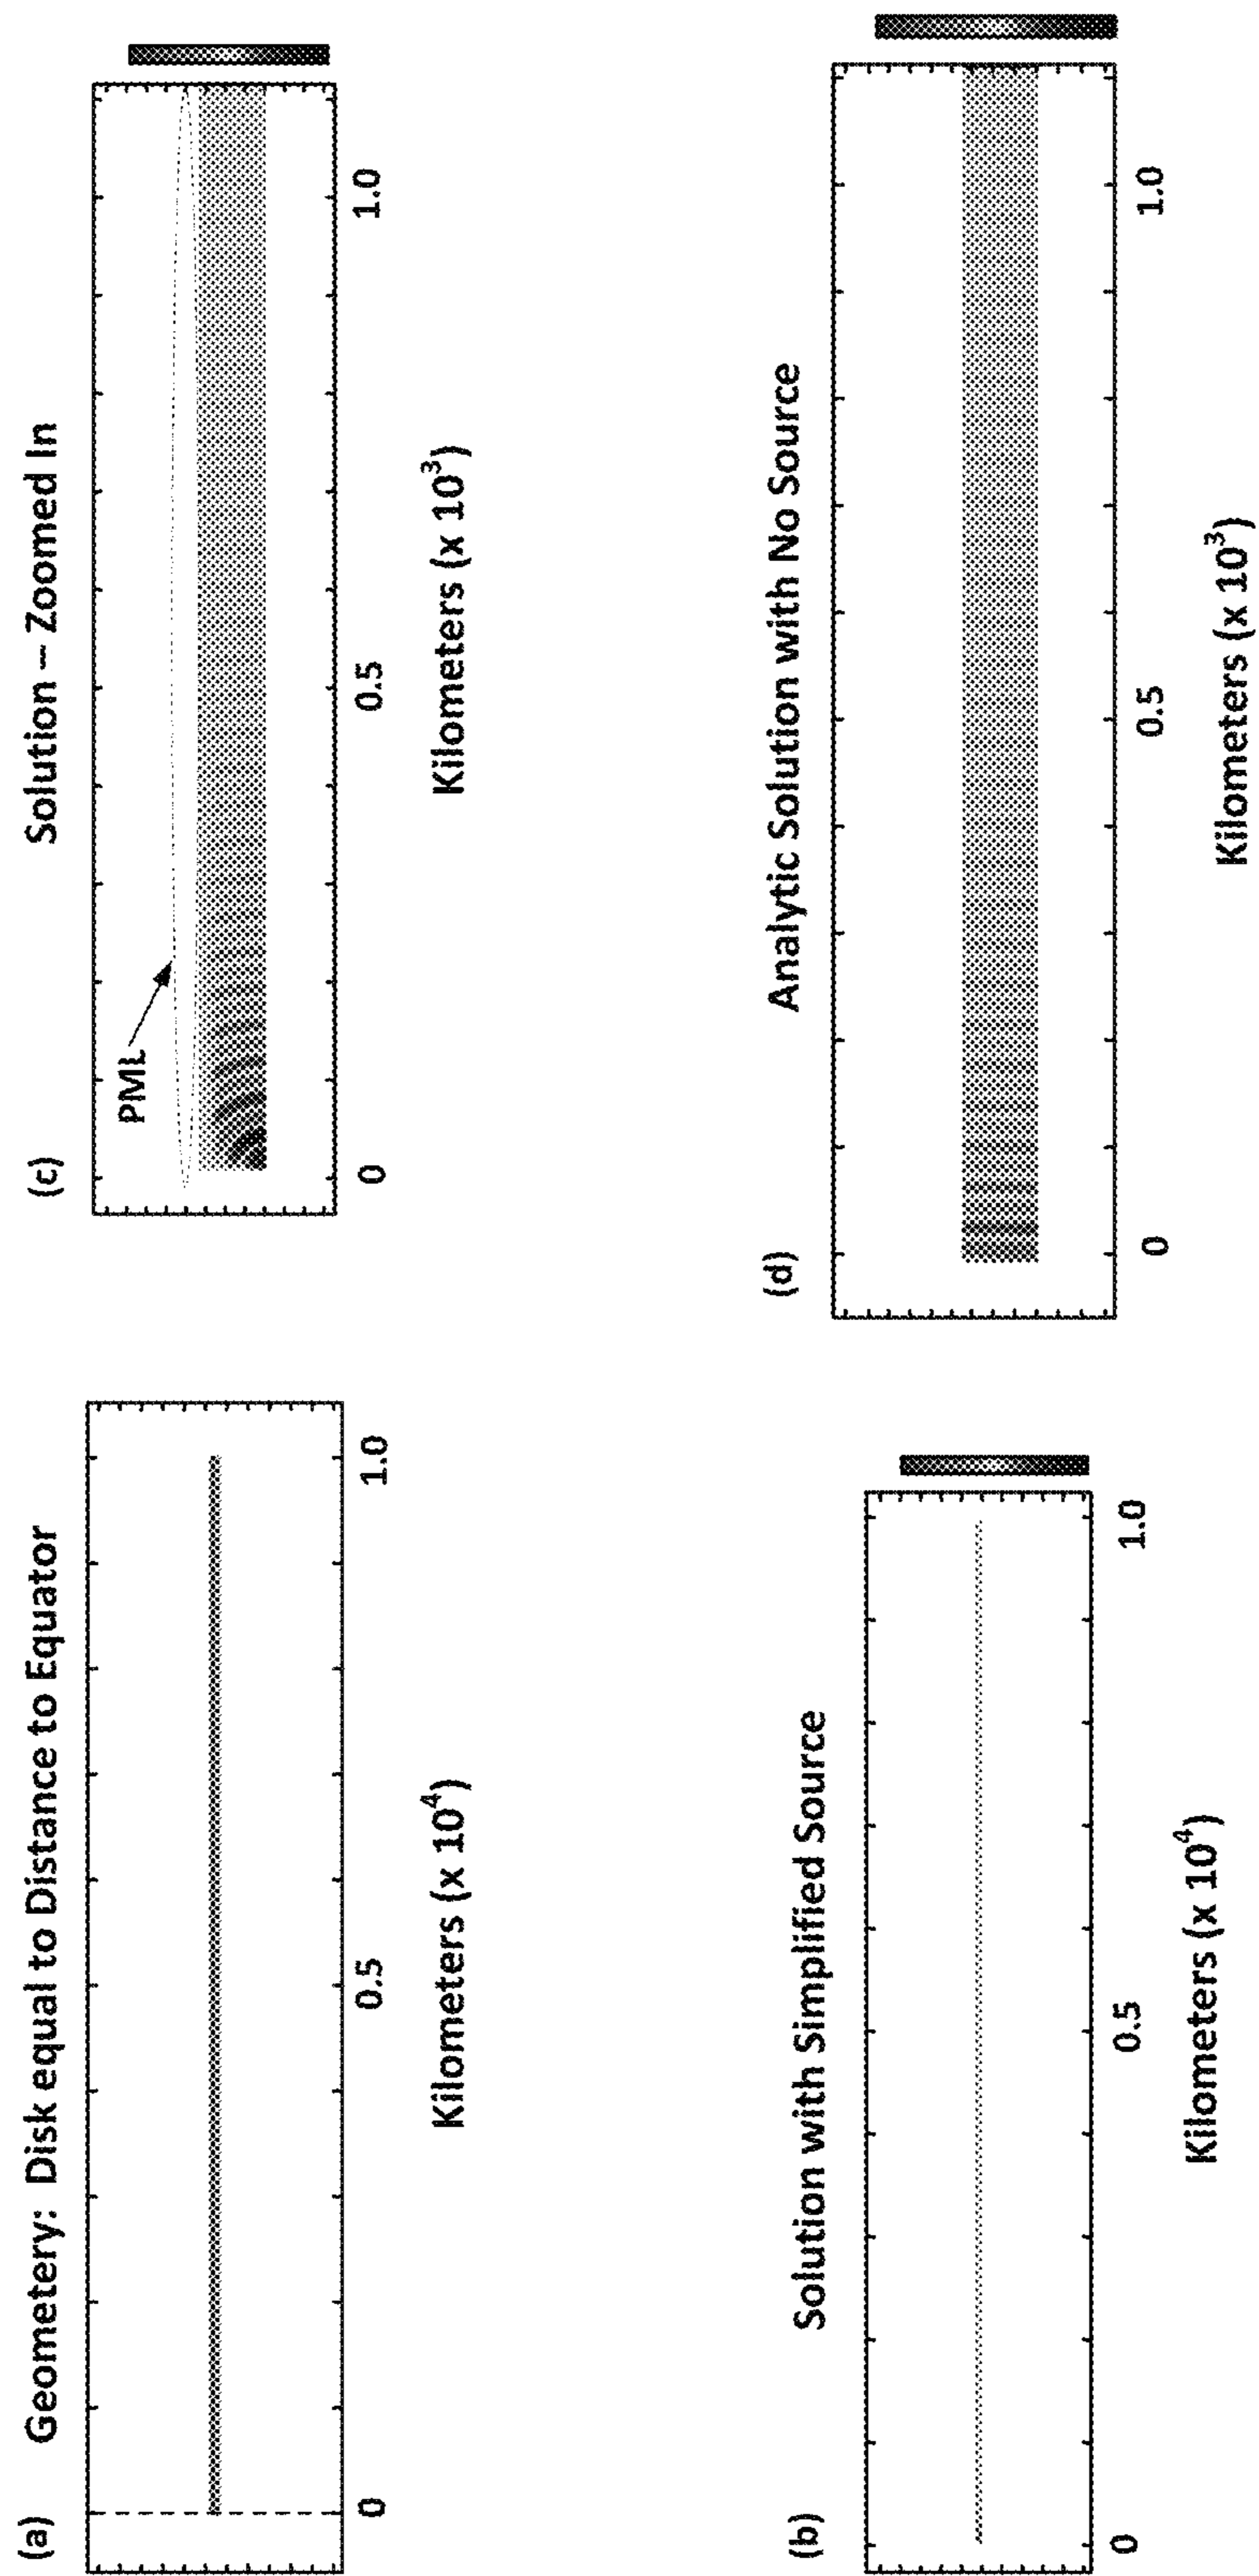 (a) Geometery: Disk equal to Distance to Equator
0 0.5 1.0
Kilometers (x 10⁴)
(b) Solution with Simplified Source
0 0.5 1.0
Kilometers (x 10⁴)
(c) Solution – Zoomed In
PML
0 0.5 1.0
Kilometers (x 10³)
(d) Analytic Solution with No Source
0 0.5 1.0
Kilometers (x 10³)